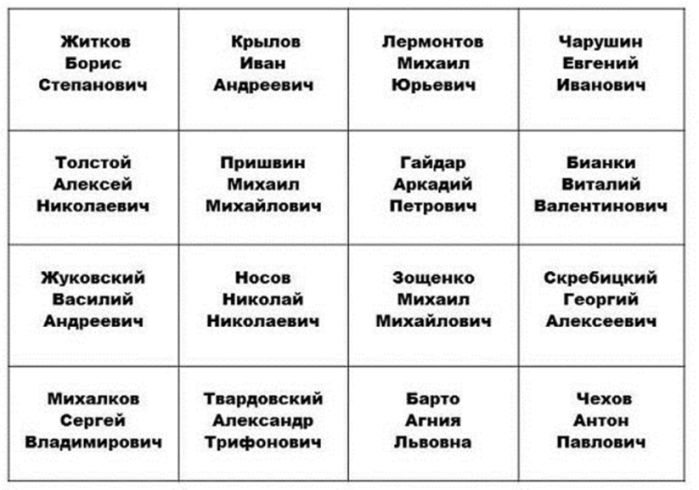 Житков
Борис
Степанович
Крылов
Иван
Андреевич
Лермонтов
Михаил
Юрьевич
Чарушин
Евгений
Иванович
Толстой
Алексей
Николаевич
Пришвин
Михаил
Михайлович
Гайдар
Аркадий
Петрович
Бианки
Виталий
Валентинович
Жуковский
Василий
Андреевич
Носов
Николай
Николаевич
Зощенко
Михаил
Михайлович
Скребицкий
Георгий
Алексеевич
Михалков
Сергей
Владимирович
Твардовский
Александр
Трифонович
Барто
Агния
Львовна
Чехов
Антон
Павлович